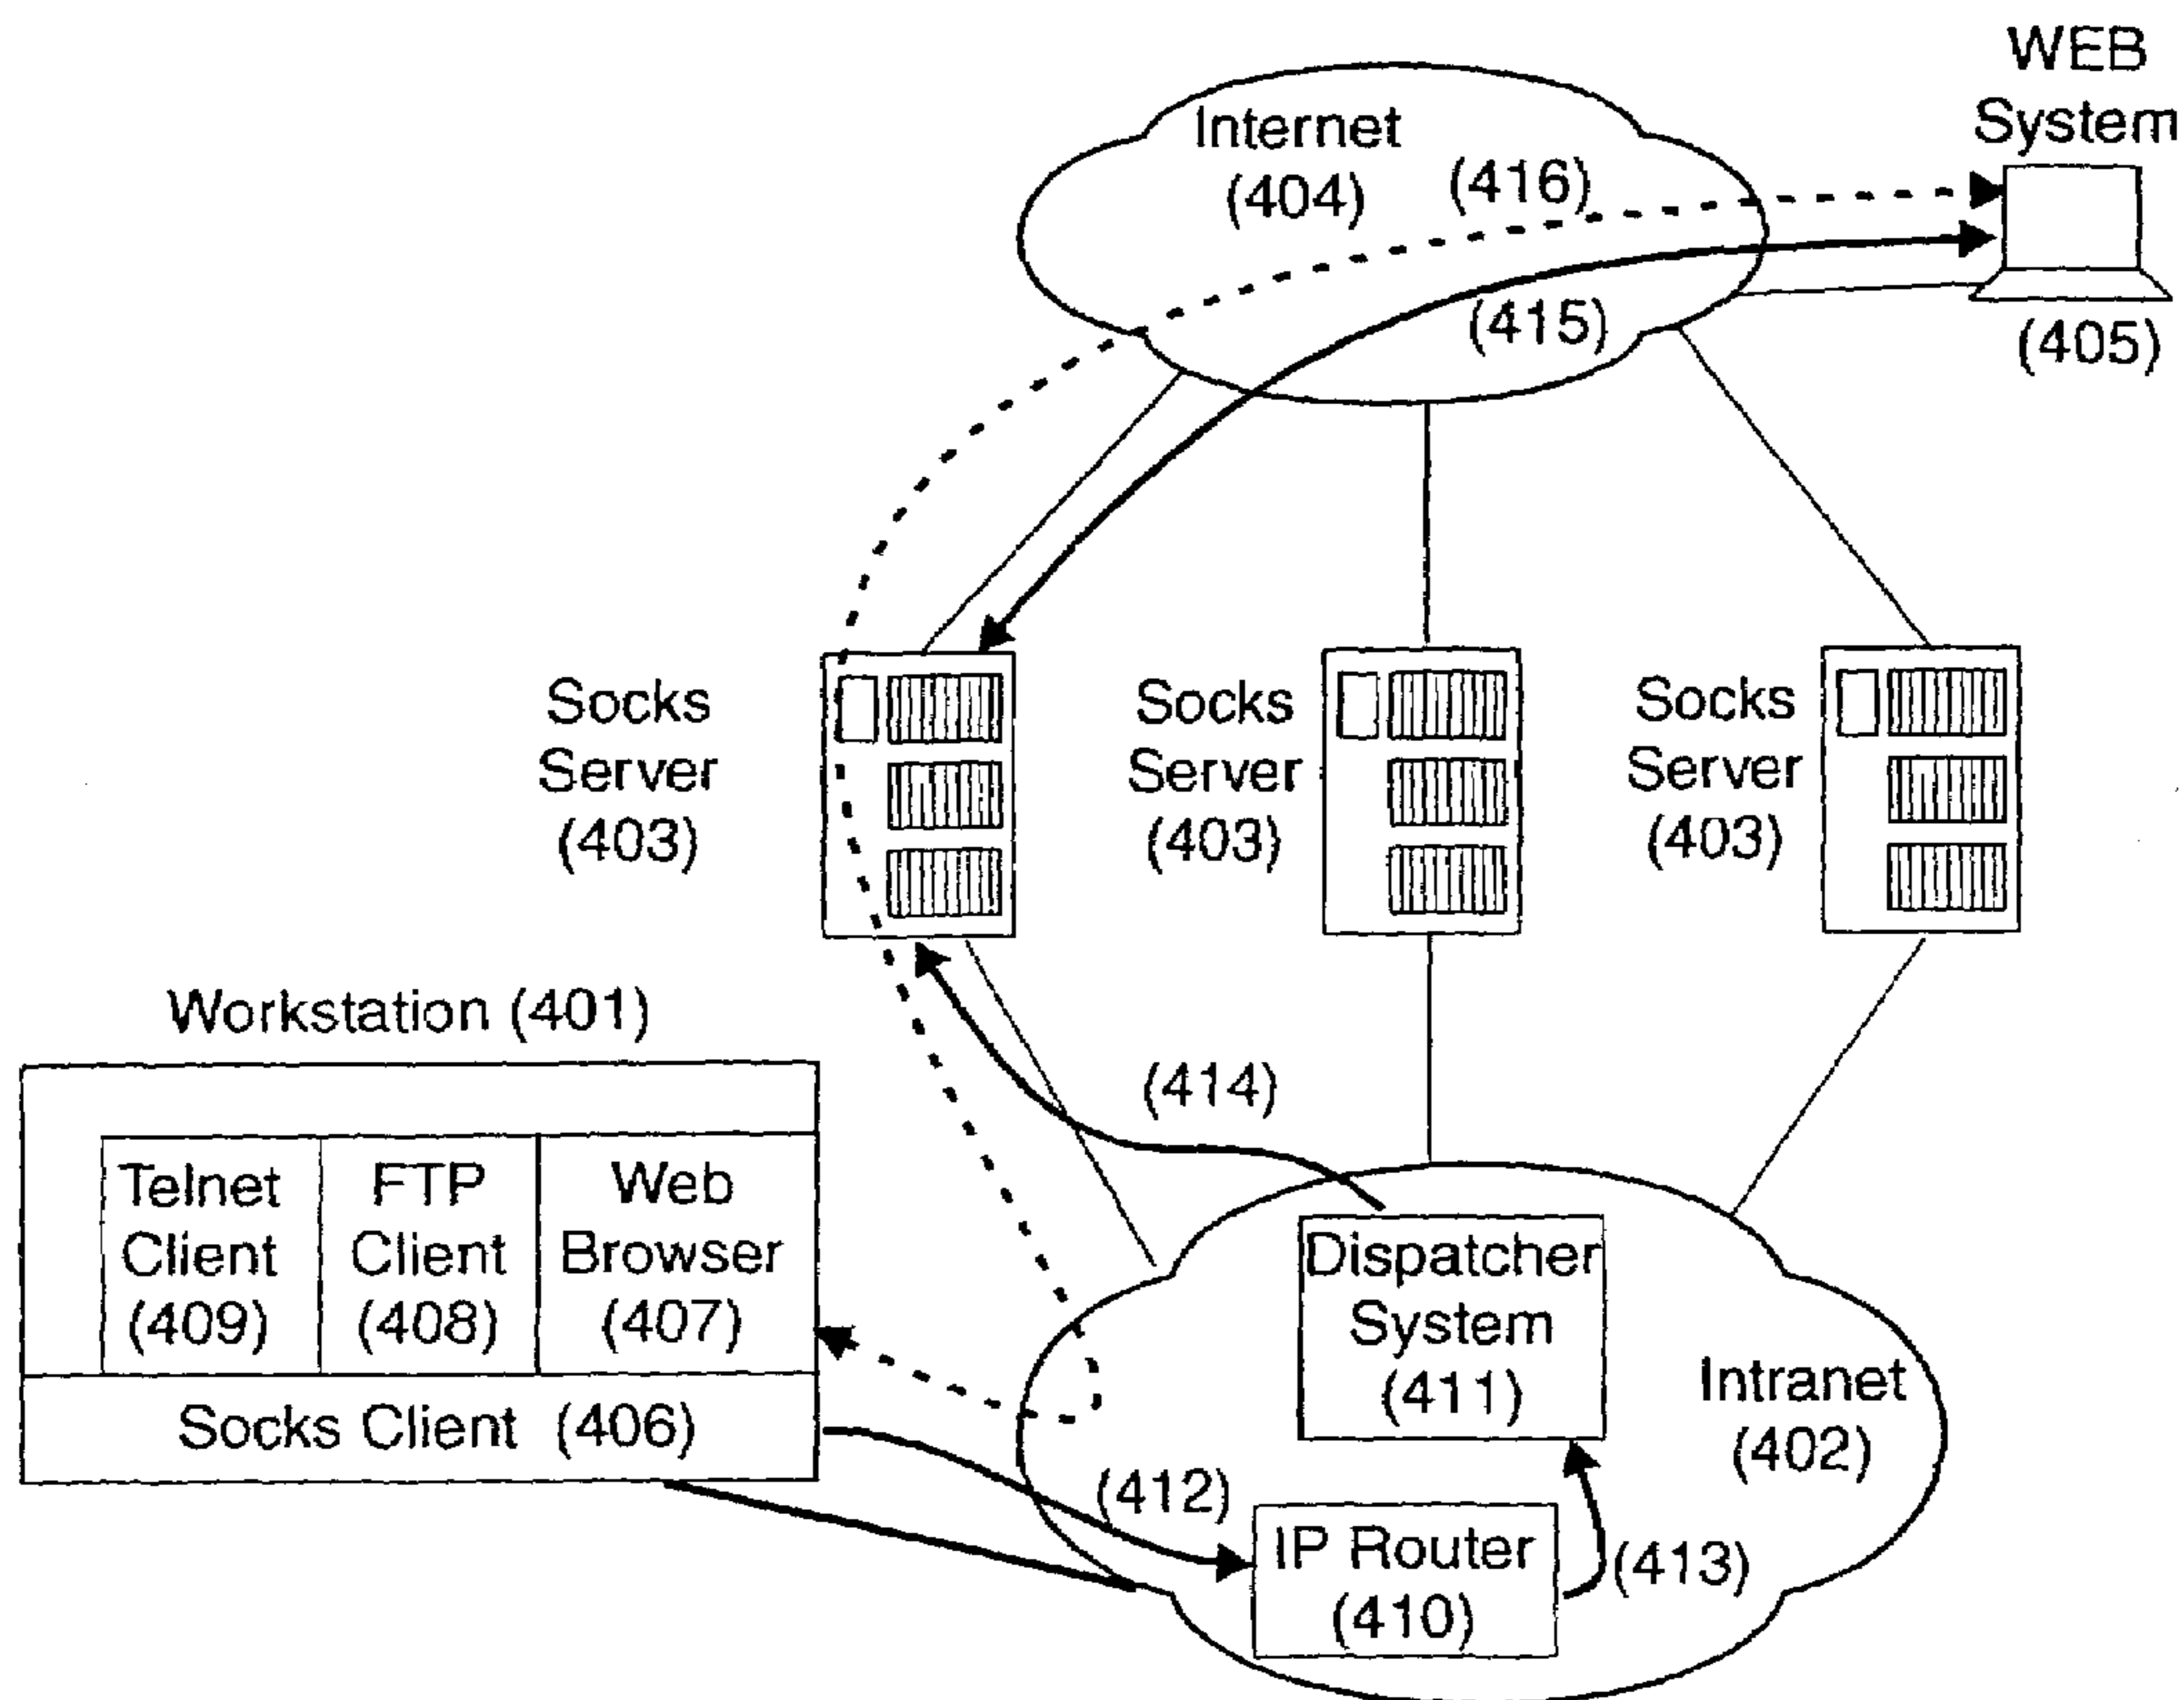 WEB
System
(405)
Internet
(404)
(416)
(415)
Socks
Server
(403)
Socks
Server
(403)
Socks
Server
(403)
Workstation (401)
Telnet
Client
(409)
FTP
Client
(408)
Web
Browser
(407)
Socks Client (406)
(414)
Dispatcher
System
(411)
Intranet
(402)
(412)
IP Router
(410)
(413)